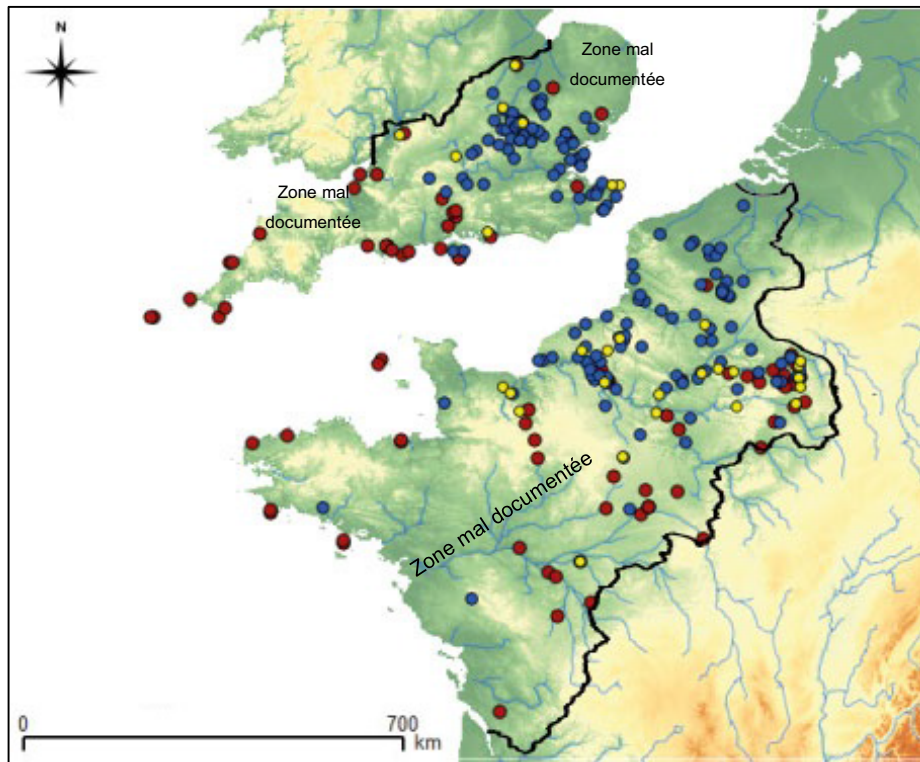 N
Zone mal
documentée
Zone mal
documentée
Zone mal documentée
0
700
km